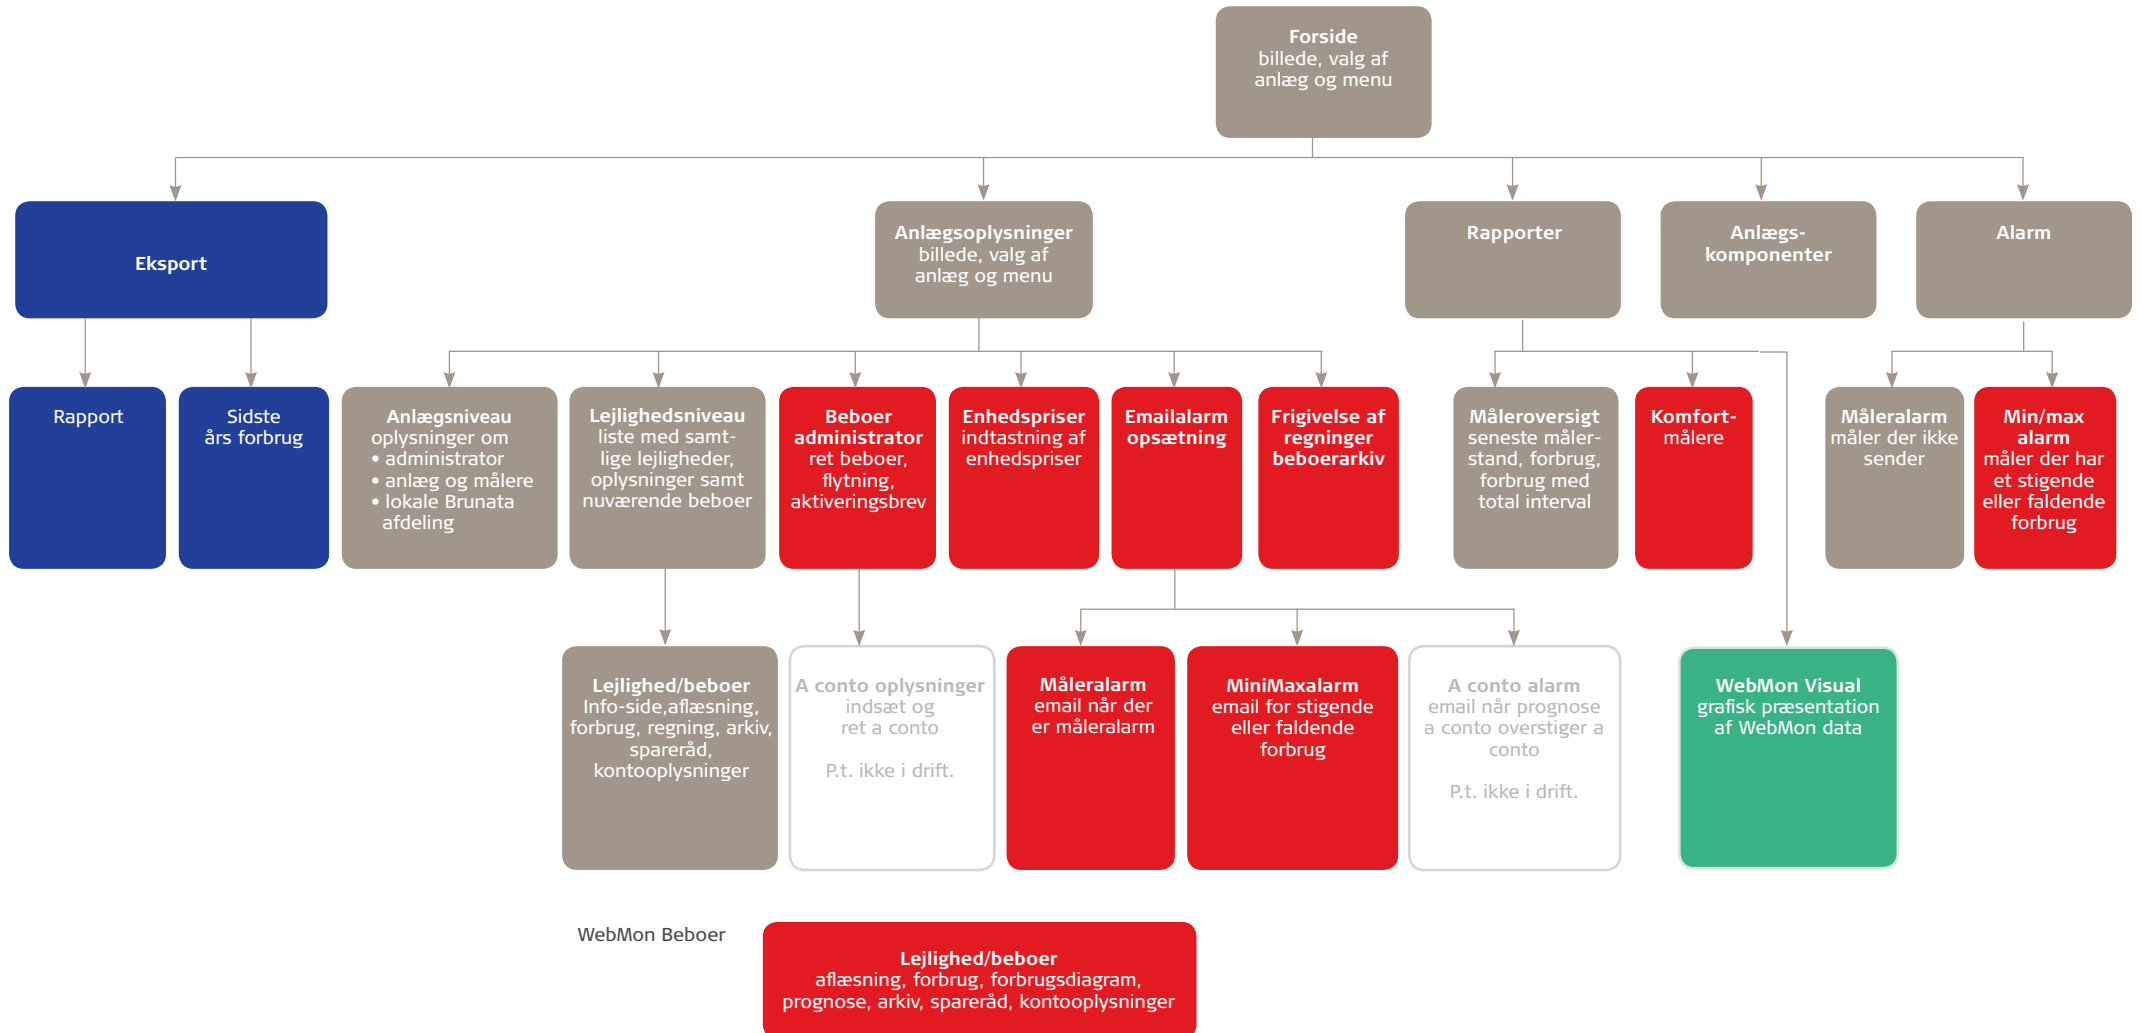 Forside
billede, valg af
anlæg og menu
Eksport
Anlægsoplysninger
billede, valg af
anlæg og menu
Rapporter
Anlægs-
komponenter
Alarm
Rapport
Sidste
års forbrug
Anlægsniveau
oplysninger om
• administrator
• anlæg og målere
• lokale Brunata
afdeling
Lejlighedsniveau
liste med samt-
lige lejligheder,
oplysninger samt
nuværende beboer
Beboer
administrator
ret beboer,
flytning,
aktiveringsbrev
Enhedspriser
indtastning af
enhedspriser
Emailalarm
opsætning
Frigivelse af
regninger
beboerarkiv
Måleroversigt
seneste måler-
stand, forbrug,
forbrug med
total interval
Komfort-
målere
Måleralarm
måler der ikke
sender
Min/max
alarm
måler der har
et stigende
eller faldende
forbrug
Lejlighed/beboer
Info-side,aflæsning,
forbrug, regning, arkiv,
spareråd,
kontooplysninger
A conto oplysninger
indsæt og
ret a conto
P.t. ikke i drift.
Måleralarm
email når der
er måleralarm
MiniMaxalarm
email for stigende
eller faldende
forbrug
A conto alarm
email når prognose
a conto overstiger a
conto
P.t. ikke i drift.
WebMon Visual
grafisk præsentation
af WebMon data
WebMon Beboer
Lejlighed/beboer
aflæsning, forbrug, forbrugsdiagram,
prognose, arkiv, spareråd, kontooplysninger